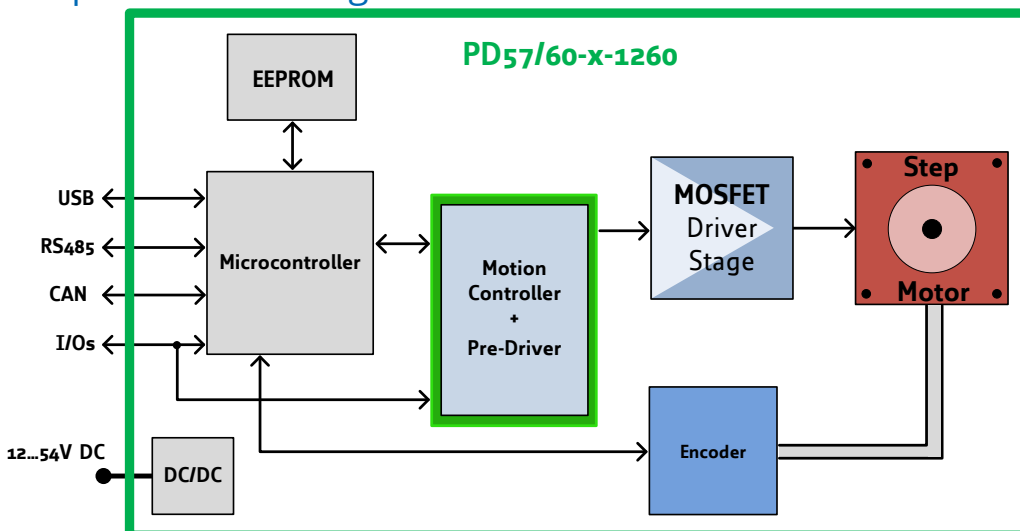 PD57/60-x-1260
EEPROM
USB
RS485
CAN
I/Os
Microcontroller
Motion
Controller
+
Pre-Driver
MOSFET
Driver
Stage
Step
Motor
Encoder
12...54V DC
DC/DC